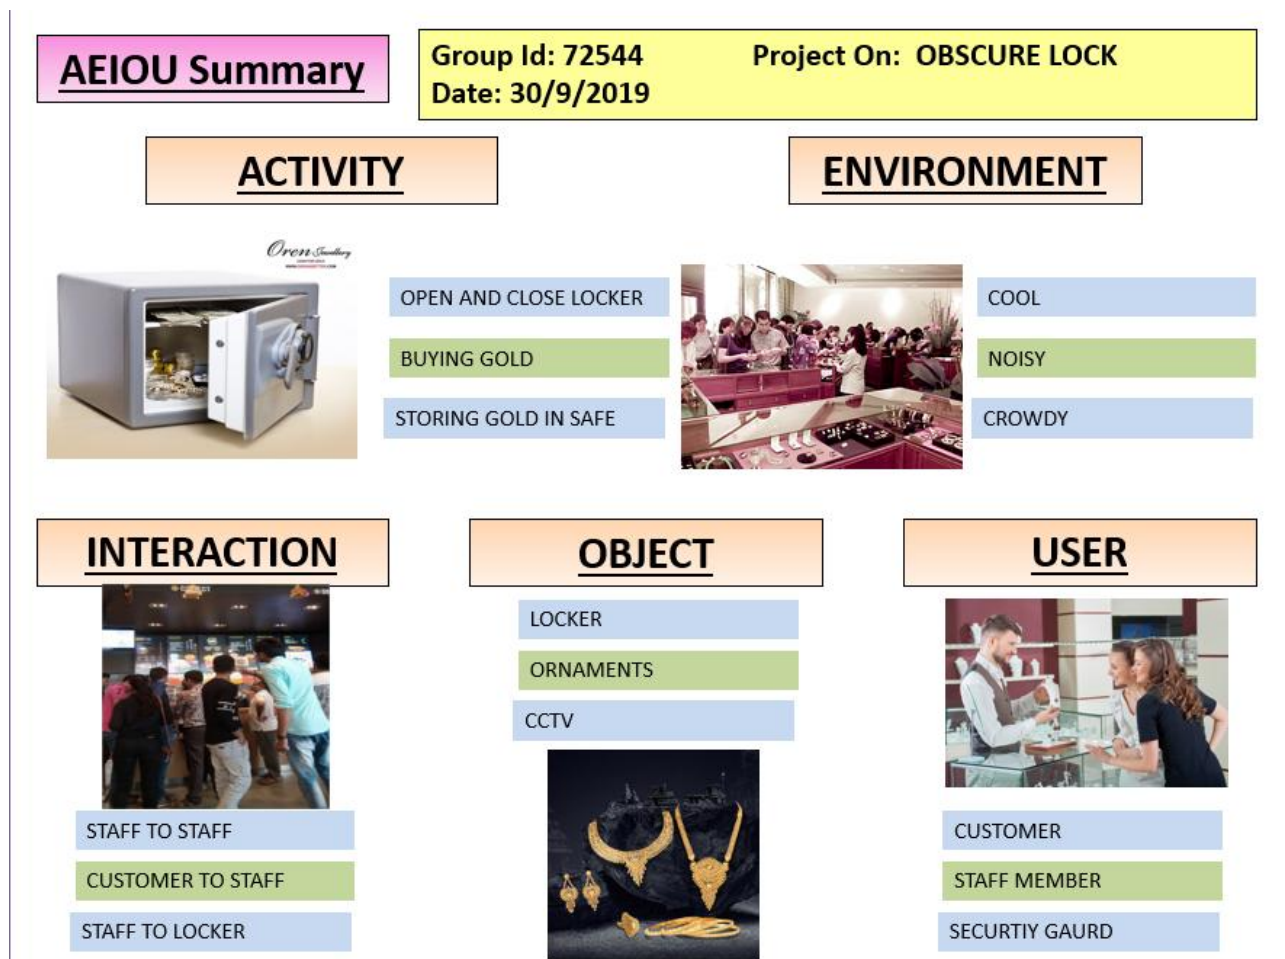 AEIOU Summary
Group Id: 72544 Project On: OBSCURE LOCK
Date: 30/9/2019
ACTIVITY
ENVIRONMENT
Oren Jewellery
OPEN AND CLOSE LOCKER
BUYING GOLD
STORING GOLD IN SAFE
COOL
NOISY
CROWDY
INTERACTION
OBJECT
USER
STAFF TO STAFF
CUSTOMER TO STAFF
STAFF TO LOCKER
LOCKER
ORNAMENTS
CCTV
CUSTOMER
STAFF MEMBER
SECURTIY GAURD